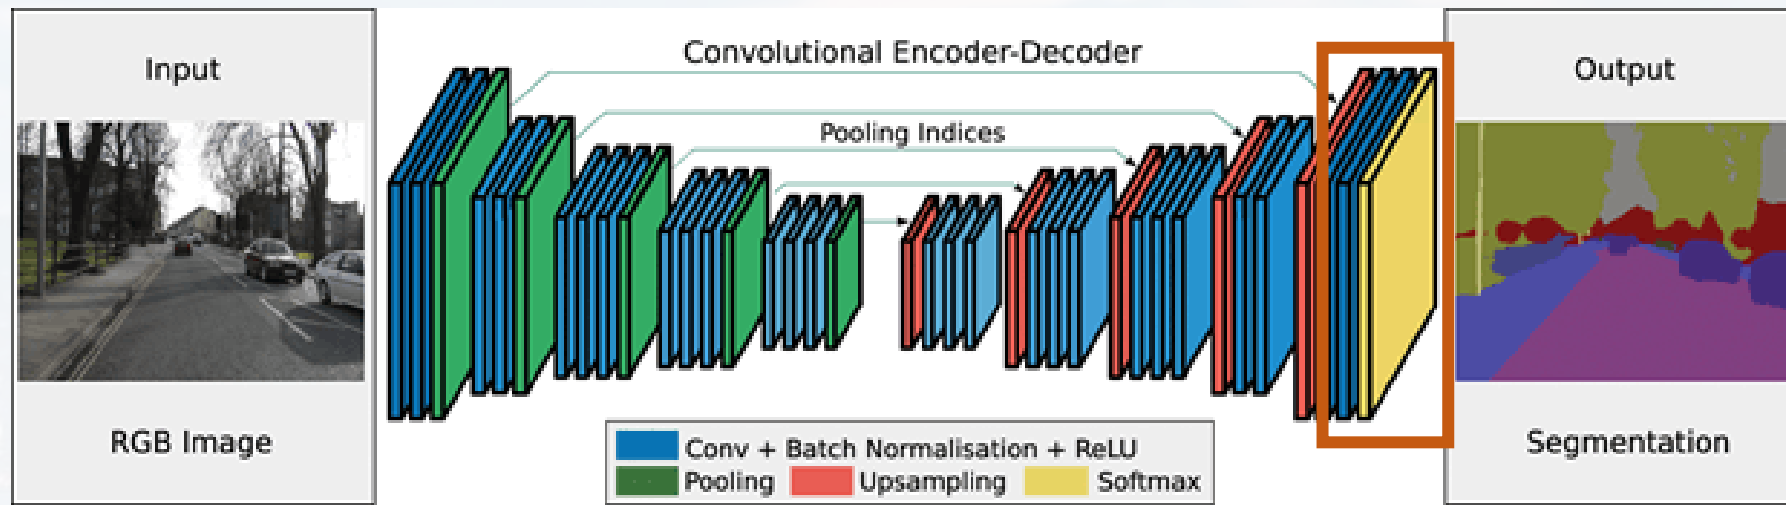 Input
RGB Image
Convolutional Encoder-Decoder
Pooling Indices
Conv + Batch Normalisation + ReLU
Pooling Upsampling Softmax
Output
Segmentation